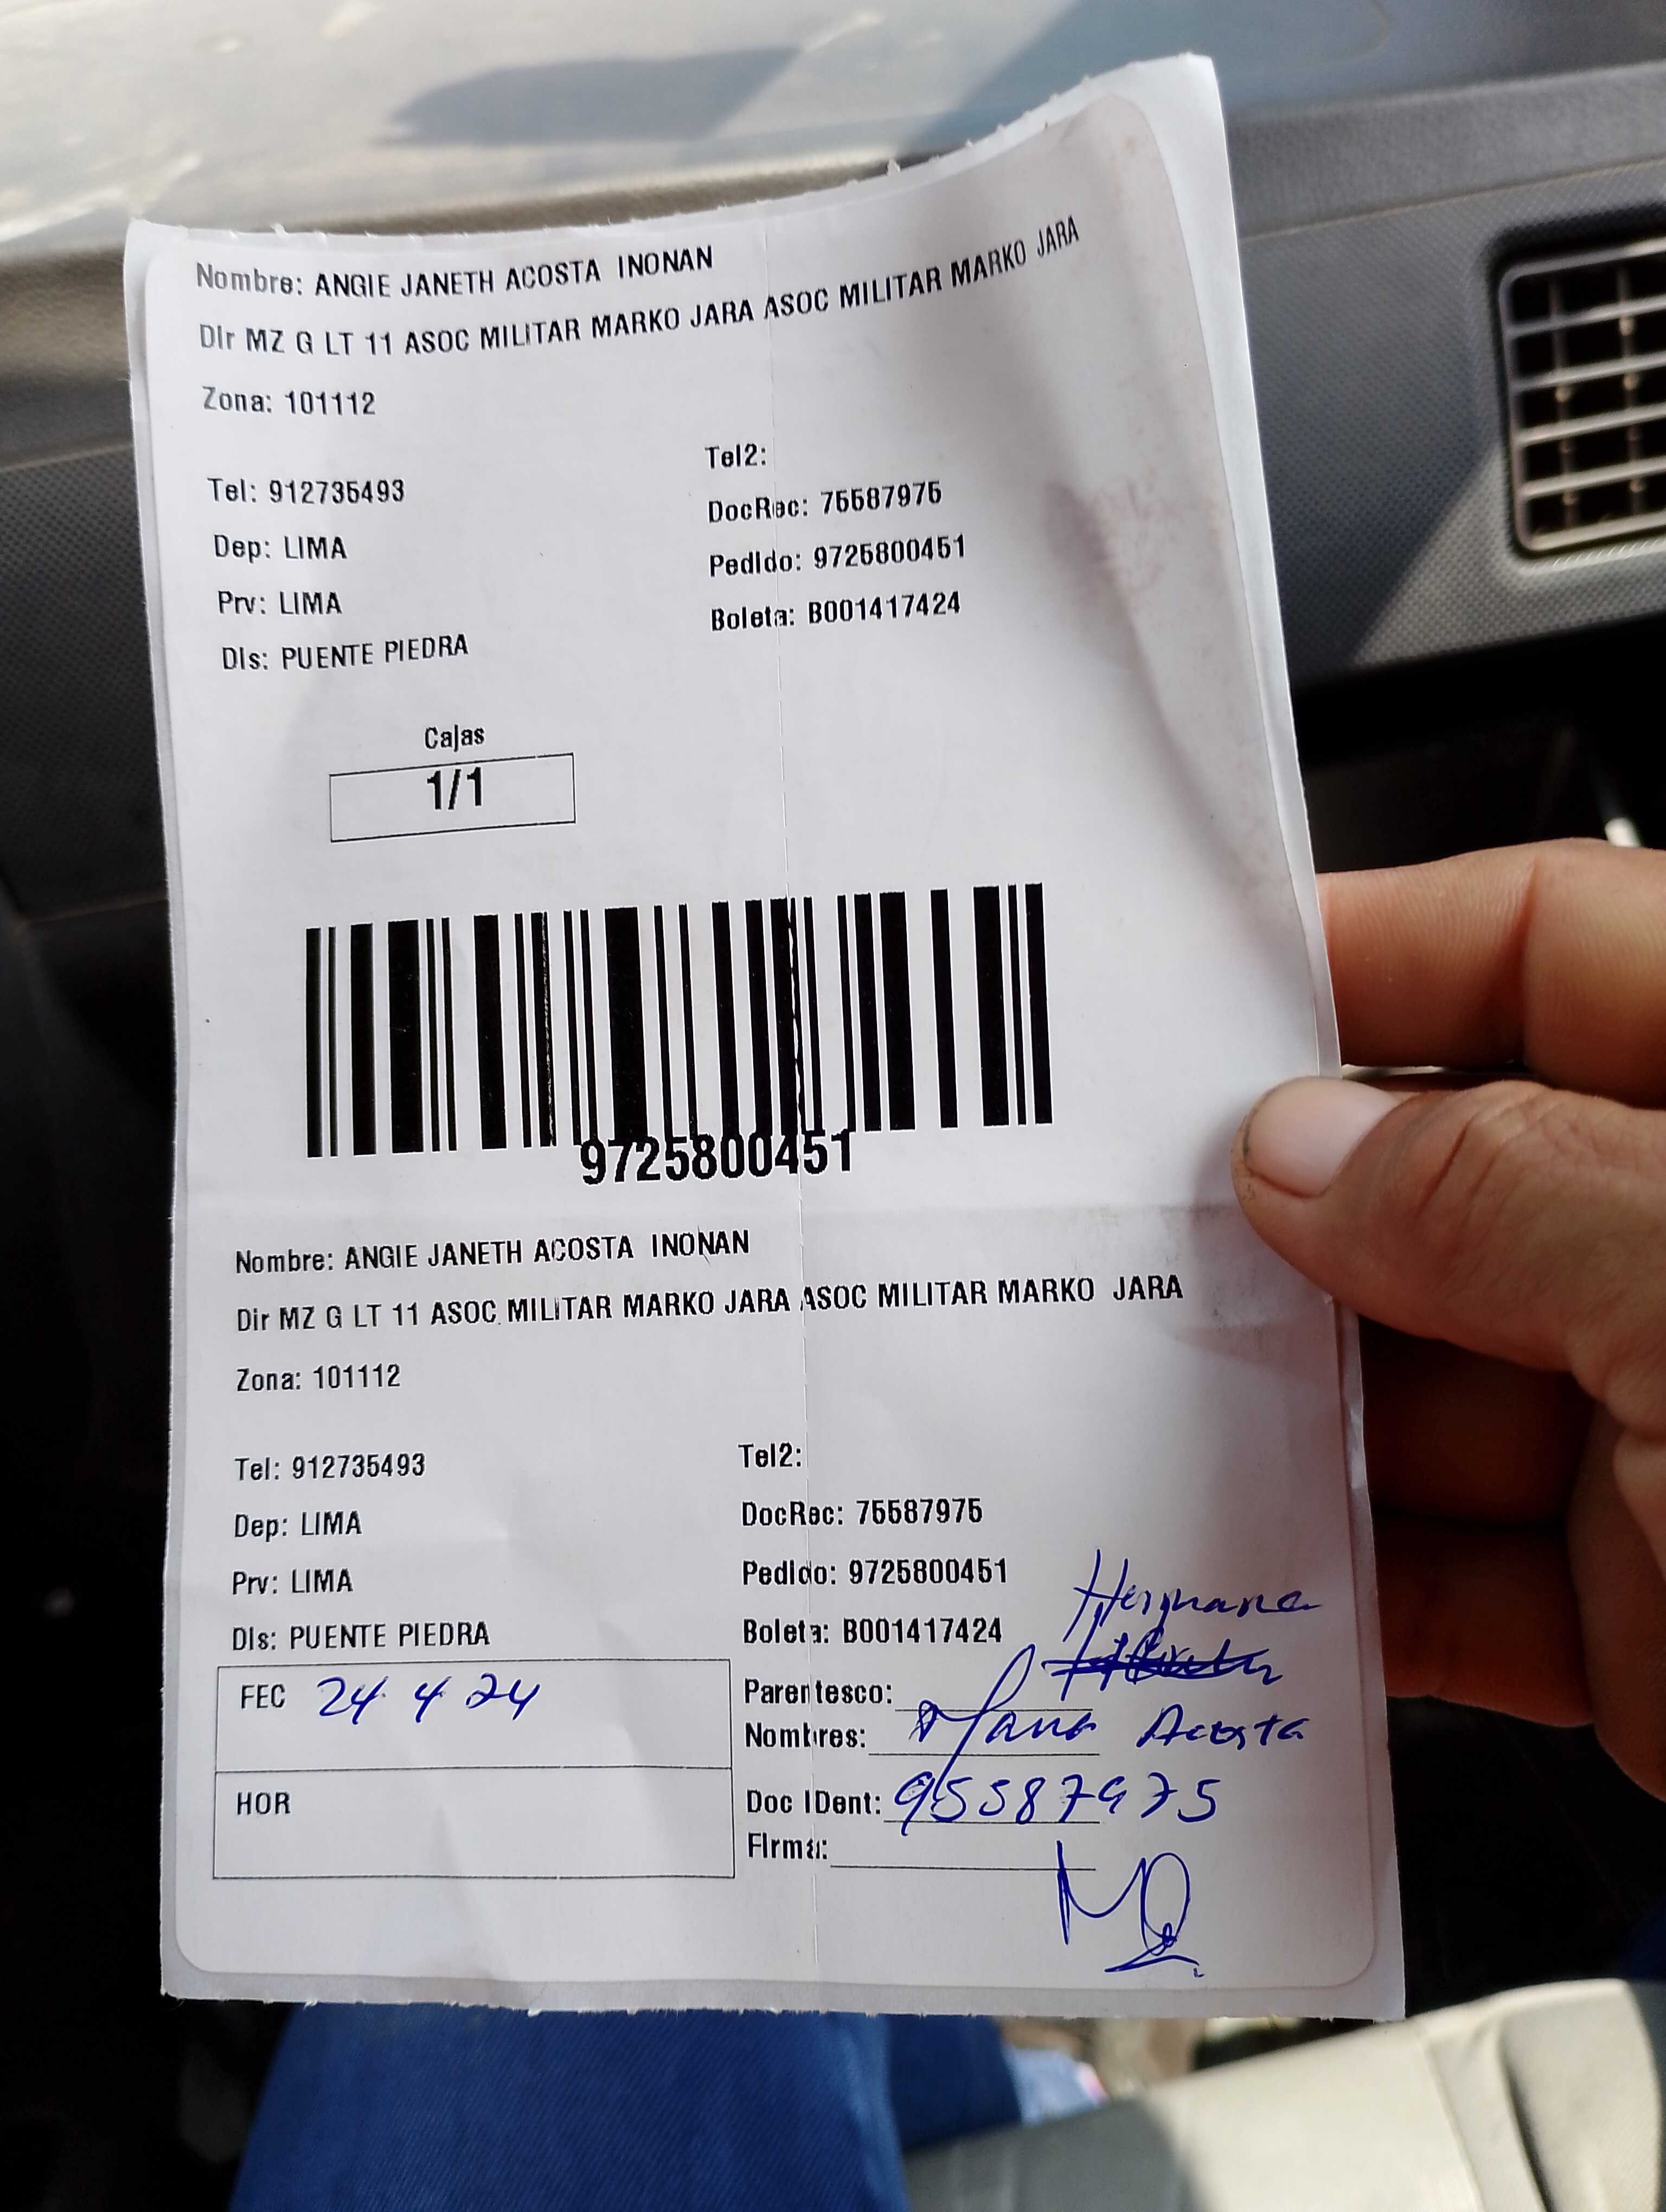 Nombre: ANGIE JANETH ACOSTA INONAN
Dir MZ G LT 11 ASOC MILITAR MARKO JARA ASOC MILITAR MARKO JARA
Zona: 101112
Tel: 912735493
Tel2:
Dep: LIMA
DocRec: 75587975
Prv: LIMA
Pedido: 9725800451
Dis: PUENTE PIEDRA
Boleta: B001417424
Cajas
1/1
9725800451
Nombre: ANGIE JANETH ACOSTA INONAN
Dir MZ G LT 11 ASOC MILITAR MARKO JARA ASOC MILITAR MARKO JARA
Zona: 101112
Tel: 912735493
Tel2:
Dep: LIMA
DocRec: 75587975
Prv: LIMA
Pedido: 9725800451
Dis: PUENTE PIEDRA
Boleta: B001417424
FEC 24 4 24
HOR
Parentesco: Hermana
Nombres: Acosta
Doc IDent: 95587975
Firma: